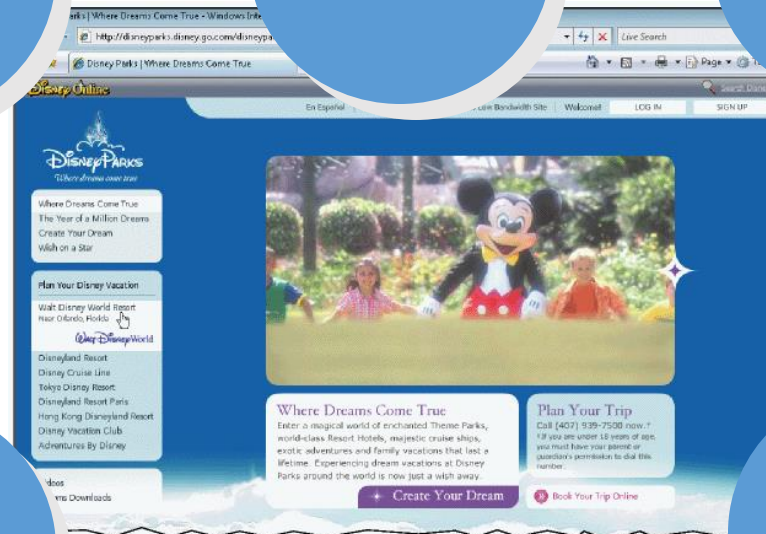 arks | Where Dreams Come True - Windows Inte
http://disneyparks.disney.go.com/disneypa
Live Search
Disney Parks | Where Dreams Come True
Page
Disney Online
En Español
Low Bandwidth Site
Welcome!
LOG IN
SIGN UP
DISNEYPARKS
Where dreams come true
Where Dreams Come True
The Year of a Million Dreams
Create Your Dream
Wish on a Star
Plan Your Disney Vacation
Walt Disney World Resort
Near Orlando, Florida
Walt Disney World
Disneyland Resort
Disney Cruise Line
Tokyo Disney Resort
Disneyland Resort Paris
Hong Kong Disneyland Resort
Disney Vacation Club
Adventures By Disney
Downloads
Where Dreams Come True
Enter a magical world of enchanted Theme Parks,
world-class Resort Hotels, majestic cruise ships,
exotic adventures and family vacations that last a
lifetime. Experiencing dream vacations at Disney
Parks around the world is now just a wish away.
Create Your Dream
Plan Your Trip
Call (407) 939-7500 now.†
† If you are under 18 years of age,
you must have your parent or
guardian's permission to dial this
number.
Book Your Trip Online